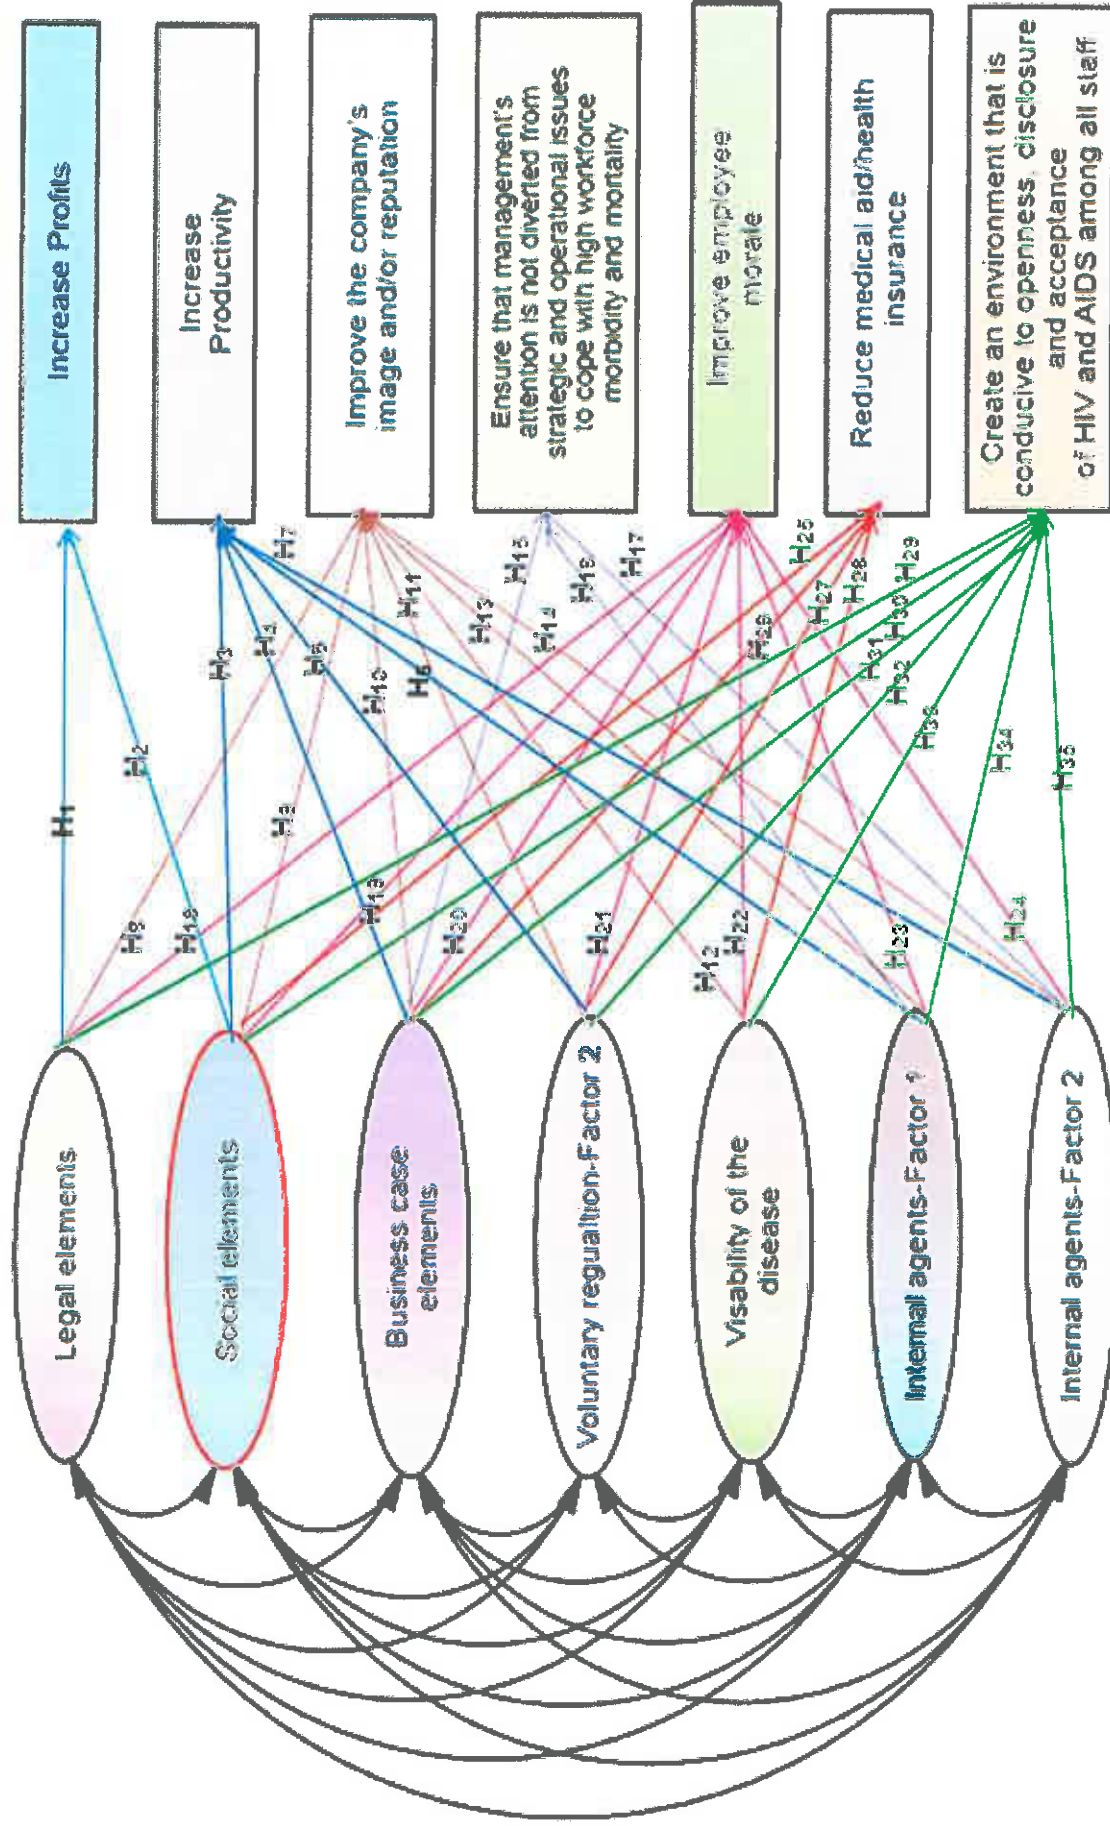 Increase Profits
Increase
Productivity
Improve the company's
image and/or reputation
Ensure that management's
attention is not diverted from
strategic and operational issues
to cope with high workforce
morbidity and mortality
Improve employee
morale
Reduce medical aid/health
insurance
Create an environment that is
conducive to openness, disclosure
and acceptance
of HIV and AIDS among all staff
H1
H2
H3
H4
H5
H6
H7
H8
H9
H10
H11
H12
H13
H14
H15
H16
H17
H18
H19
H20
H21
H22
H23
H24
H25
H26
H27
H28
H29
H30
H31
H32
H33
H34
H35
Legal elements
Social elements
Business case
elements
Voluntary regualtion-Factor 2
Visability of the
disease
Internal agents-Factor 1
Internal agents-Factor 2